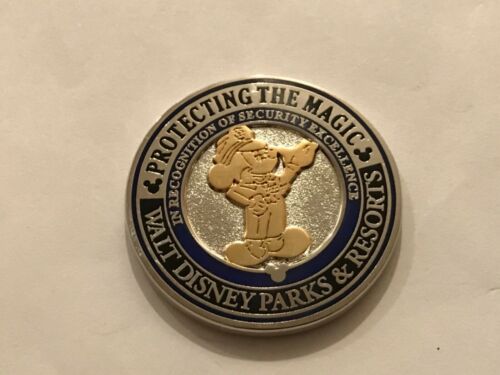 PROTECTING THE MAGIC
IN RECOGNITION OF SECURITY EXCELLENCE
WALT DISNEY PARKS & RESORTS